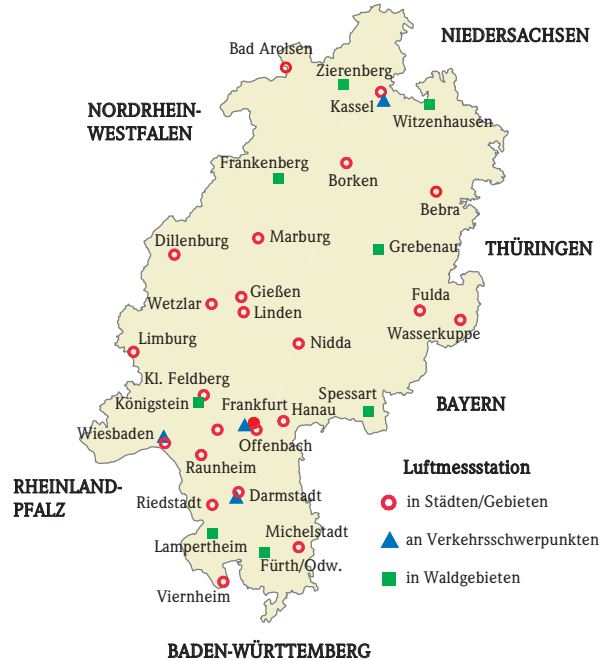 NIEDERSACHSEN
Bad Arolsen
Zierenberg
Kassel
Witzenhausen
NORDRHEIN-
WESTFALEN
Frankenberg
Borken
Bebra
Dillenburg
Marburg
Grebenau
THÜRINGEN
Wetzlar
Gießen
Linden
Fulda
Wasserkuppe
Limburg
Nidda
Kl. Feldberg
Königstein
Frankfurt
Hanau
Spessart
BAYERN
Wiesbaden
Offenbach
Raunheim
RHEINLAND-
PFALZ
Riedstadt
Darmstadt
Michelstadt
Lampertheim
Fürth/Odw.
Viernheim
BADEN-WÜRTTEMBERG
Luftmessstation
in Städten/Gebieten
an Verkehrsschwerpunkten
in Waldgebieten